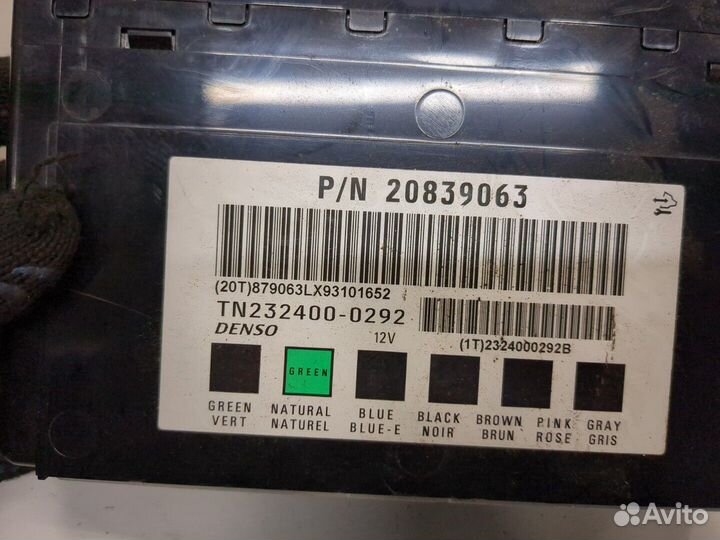 P/N 20839063
(20T)879063LX93101652
TN232400-0292
(1T)2324000292B
DENSO 12V
GREEN
GREEN VERT
NATURAL NATUREL
BLUE BLUE-E
BLACK NOIR
BROWN BRUN
PINK ROSE
GRAY GRIS
Avito